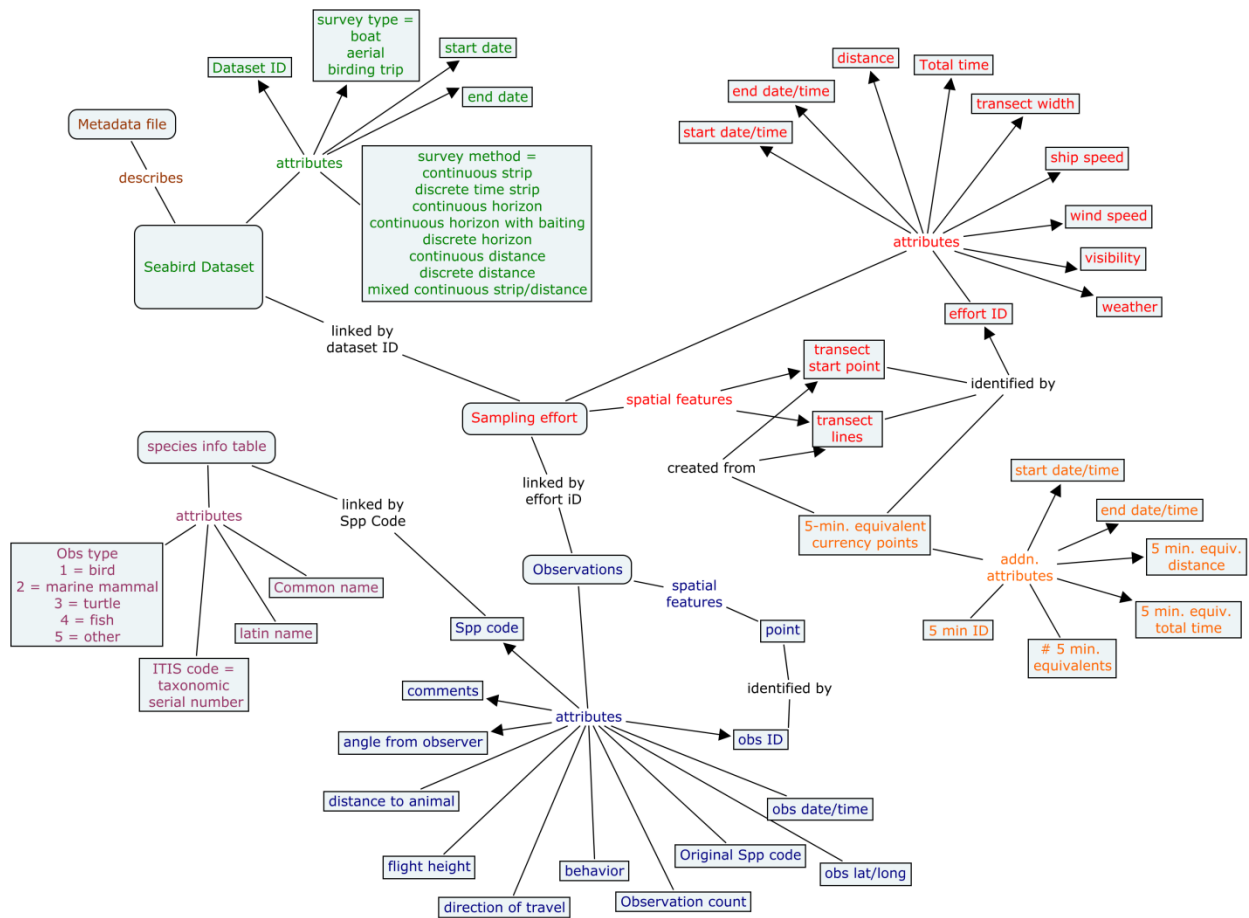 survey type =
boat
aerial
birding trip
Dataset ID
start date
end date
Metadata file
describes
attributes
Seabird Dataset
survey method =
continuous strip
discrete time strip
continuous horizon
continuous horizon with baiting
discrete horizon
continuous distance
discrete distance
mixed continuous strip/distance
linked by
dataset ID
distance
Total time
end date/time
transect width
start date/time
ship speed
wind speed
attributes
visibility
weather
effort ID
transect
start point
identified by
Sampling effort
spatial features
transect
lines
created from
linked by
effort iD
5-min. equivalent
currency points
start date/time
end date/time
5 min. equiv.
distance
addn.
attributes
5 min. equiv.
total time
5 min ID
# 5 min.
equivalents
species info table
linked by
Spp Code
attributes
Obs type
1 = bird
2 = marine mammal
3 = turtle
4 = fish
5 = other
Common name
latin name
ITIS code =
taxonomic
serial number
Observations
spatial
features
Spp code
point
identified by
comments
attributes
angle from observer
obs ID
distance to animal
obs date/time
flight height
behavior
Original Spp code
obs lat/long
direction of travel
Observation count